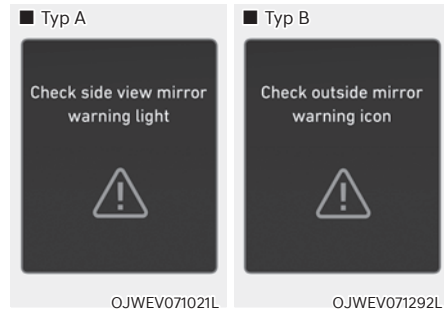 ■ Typ A
Check side view mirror
warning light
OJWEV071021L
■ Typ B
Check outside mirror
warning icon
OJWEV071292L